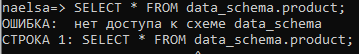 naelsa=> SELECT * FROM data_schema.product;
ОШИБКА:  нет доступа к схеме data_schema
СТРОКА 1: SELECT * FROM data_schema.product;
^